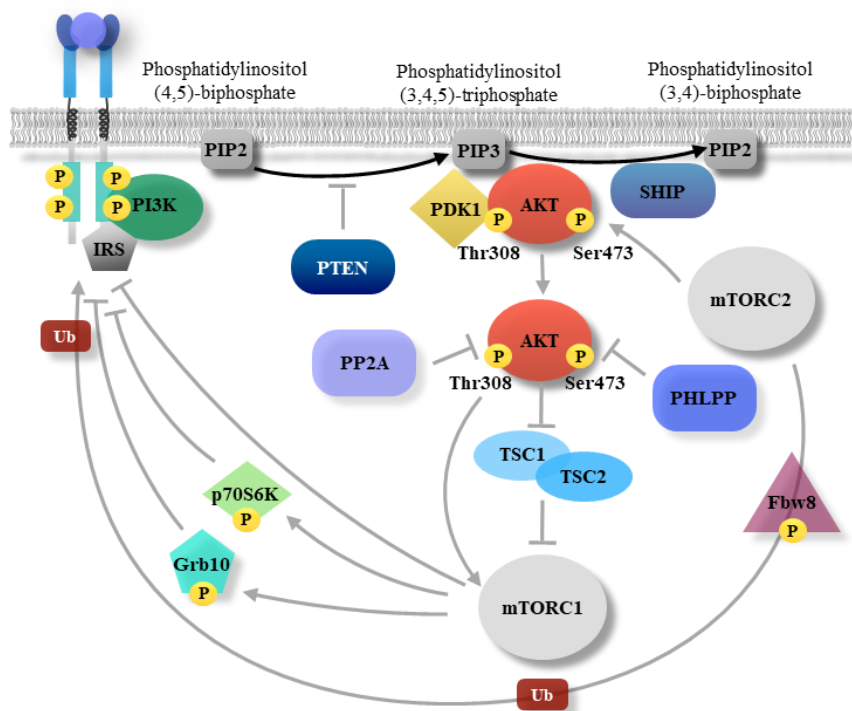 Phosphatidylinositol
(4,5)-biphosphate
Phosphatidylinositol
(3,4,5)-triphosphate
Phosphatidylinositol
(3,4)-biphosphate
PIP2
PIP3
PIP2
P
P
P
P
PI3K
IRS
PDK1
AKT
P
P
SHIP
Thr308
Ser473
PTEN
mTORC2
Ub
PP2A
AKT
P
P
Thr308
Ser473
PHLPP
TSC1
TSC2
p70S6K
P
Fbw8
P
Grb10
P
mTORC1
Ub